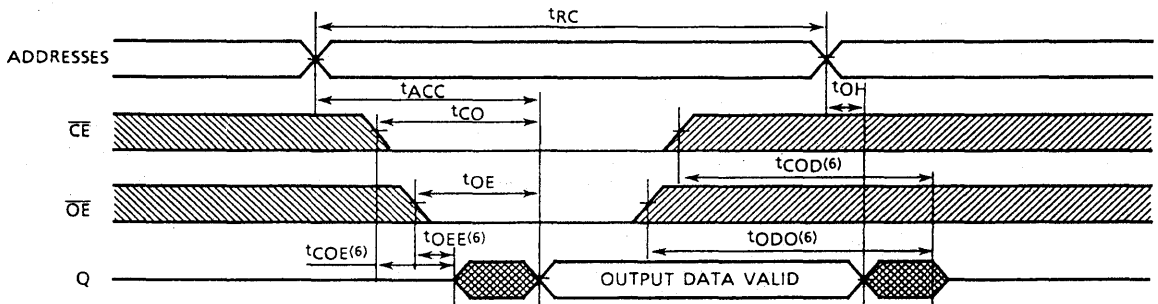 tRC
ADDRESSES
tACC
tOH
tCO
CE
tCOD(6)
tOE
OE
tOEE(6)
tODO(6)
tCOE(6)
Q
OUTPUT DATA VALID